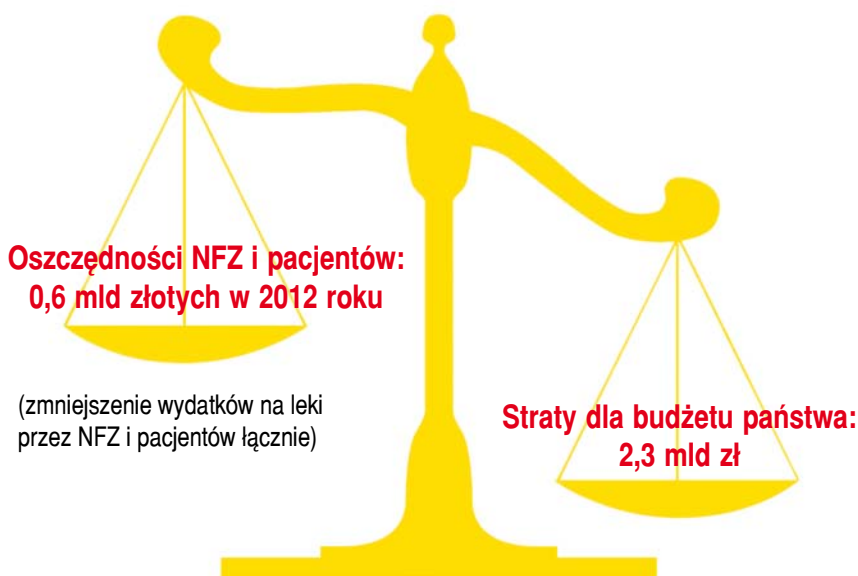 Oszczędności NFZ i pacjentów:
0,6 mld złotych w 2012 roku
(zmniejszenie wydatków na leki
przez NFZ i pacjentów łącznie)
Straty dla budżetu państwa:
2,3 mld zł